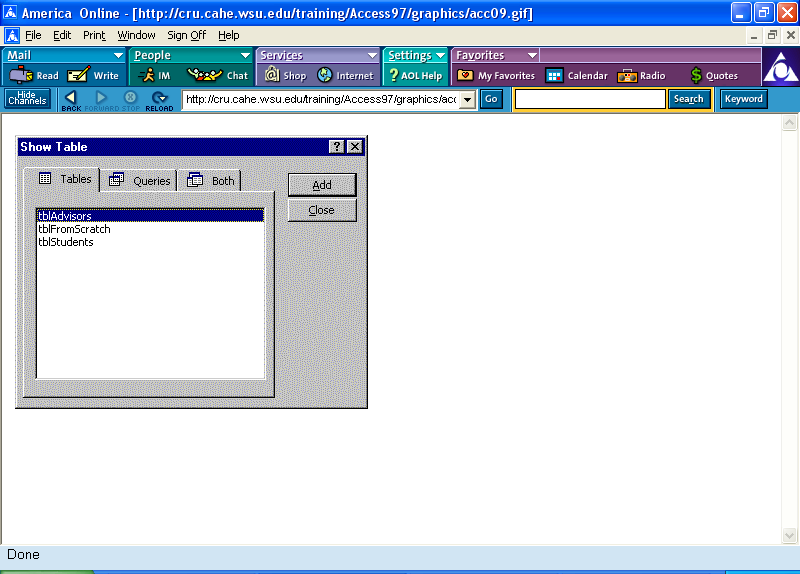 America Online - [http://cru.cahe.wsu.edu/training/Access97/graphics/acc09.gif]
File Edit Print Window Sign Off Help
Mail People Services Settings Favorites
Read Write IM Chat Shop Internet AOL Help My Favorites Calendar Radio Quotes
Hide Channels BACK FORWARD STOP RELOAD http://cru.cahe.wsu.edu/training/Access97/graphics/acc Go Search Keyword
Show Table
Tables Queries Both
Add
Close
tblAdvisors
tblFromScratch
tblStudents
Done